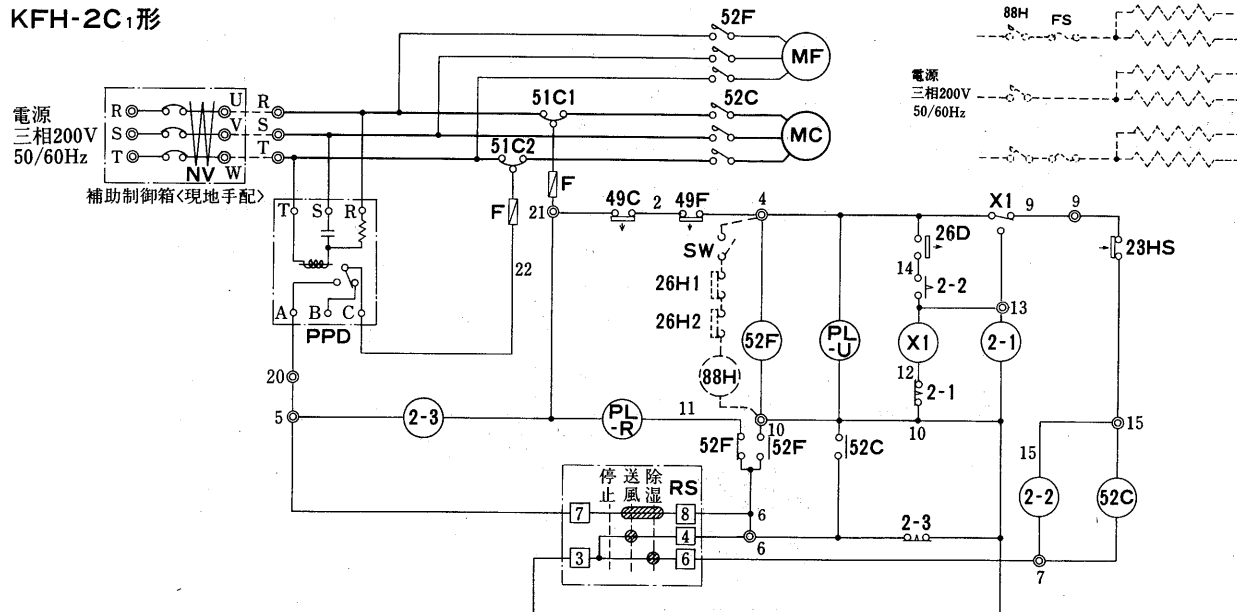 KFH-2C₁形
52F
MF
88H
FS
電源
三相200V
50/60Hz
電源
三相200V
50/60Hz
R
S
T
NV
U
V
W
R
S
T
補助制御箱〈現地手配〉
51C1
51C2
52C
MC
F
F
21
22
49C
2
49F
4
X1
9
9
T
S
R
A
B
C
PPD
SW
26H1
26H2
88H
52F
PL-U
26D
14
2-2
13
X1
2-1
12
2-1
23HS
20
5
2-3
PL-R
11
10
10
52F
52F
52C
15
15
2-2
52C
停止
送風
除湿
RS
7
8
6
4
6
3
6
2-3
7